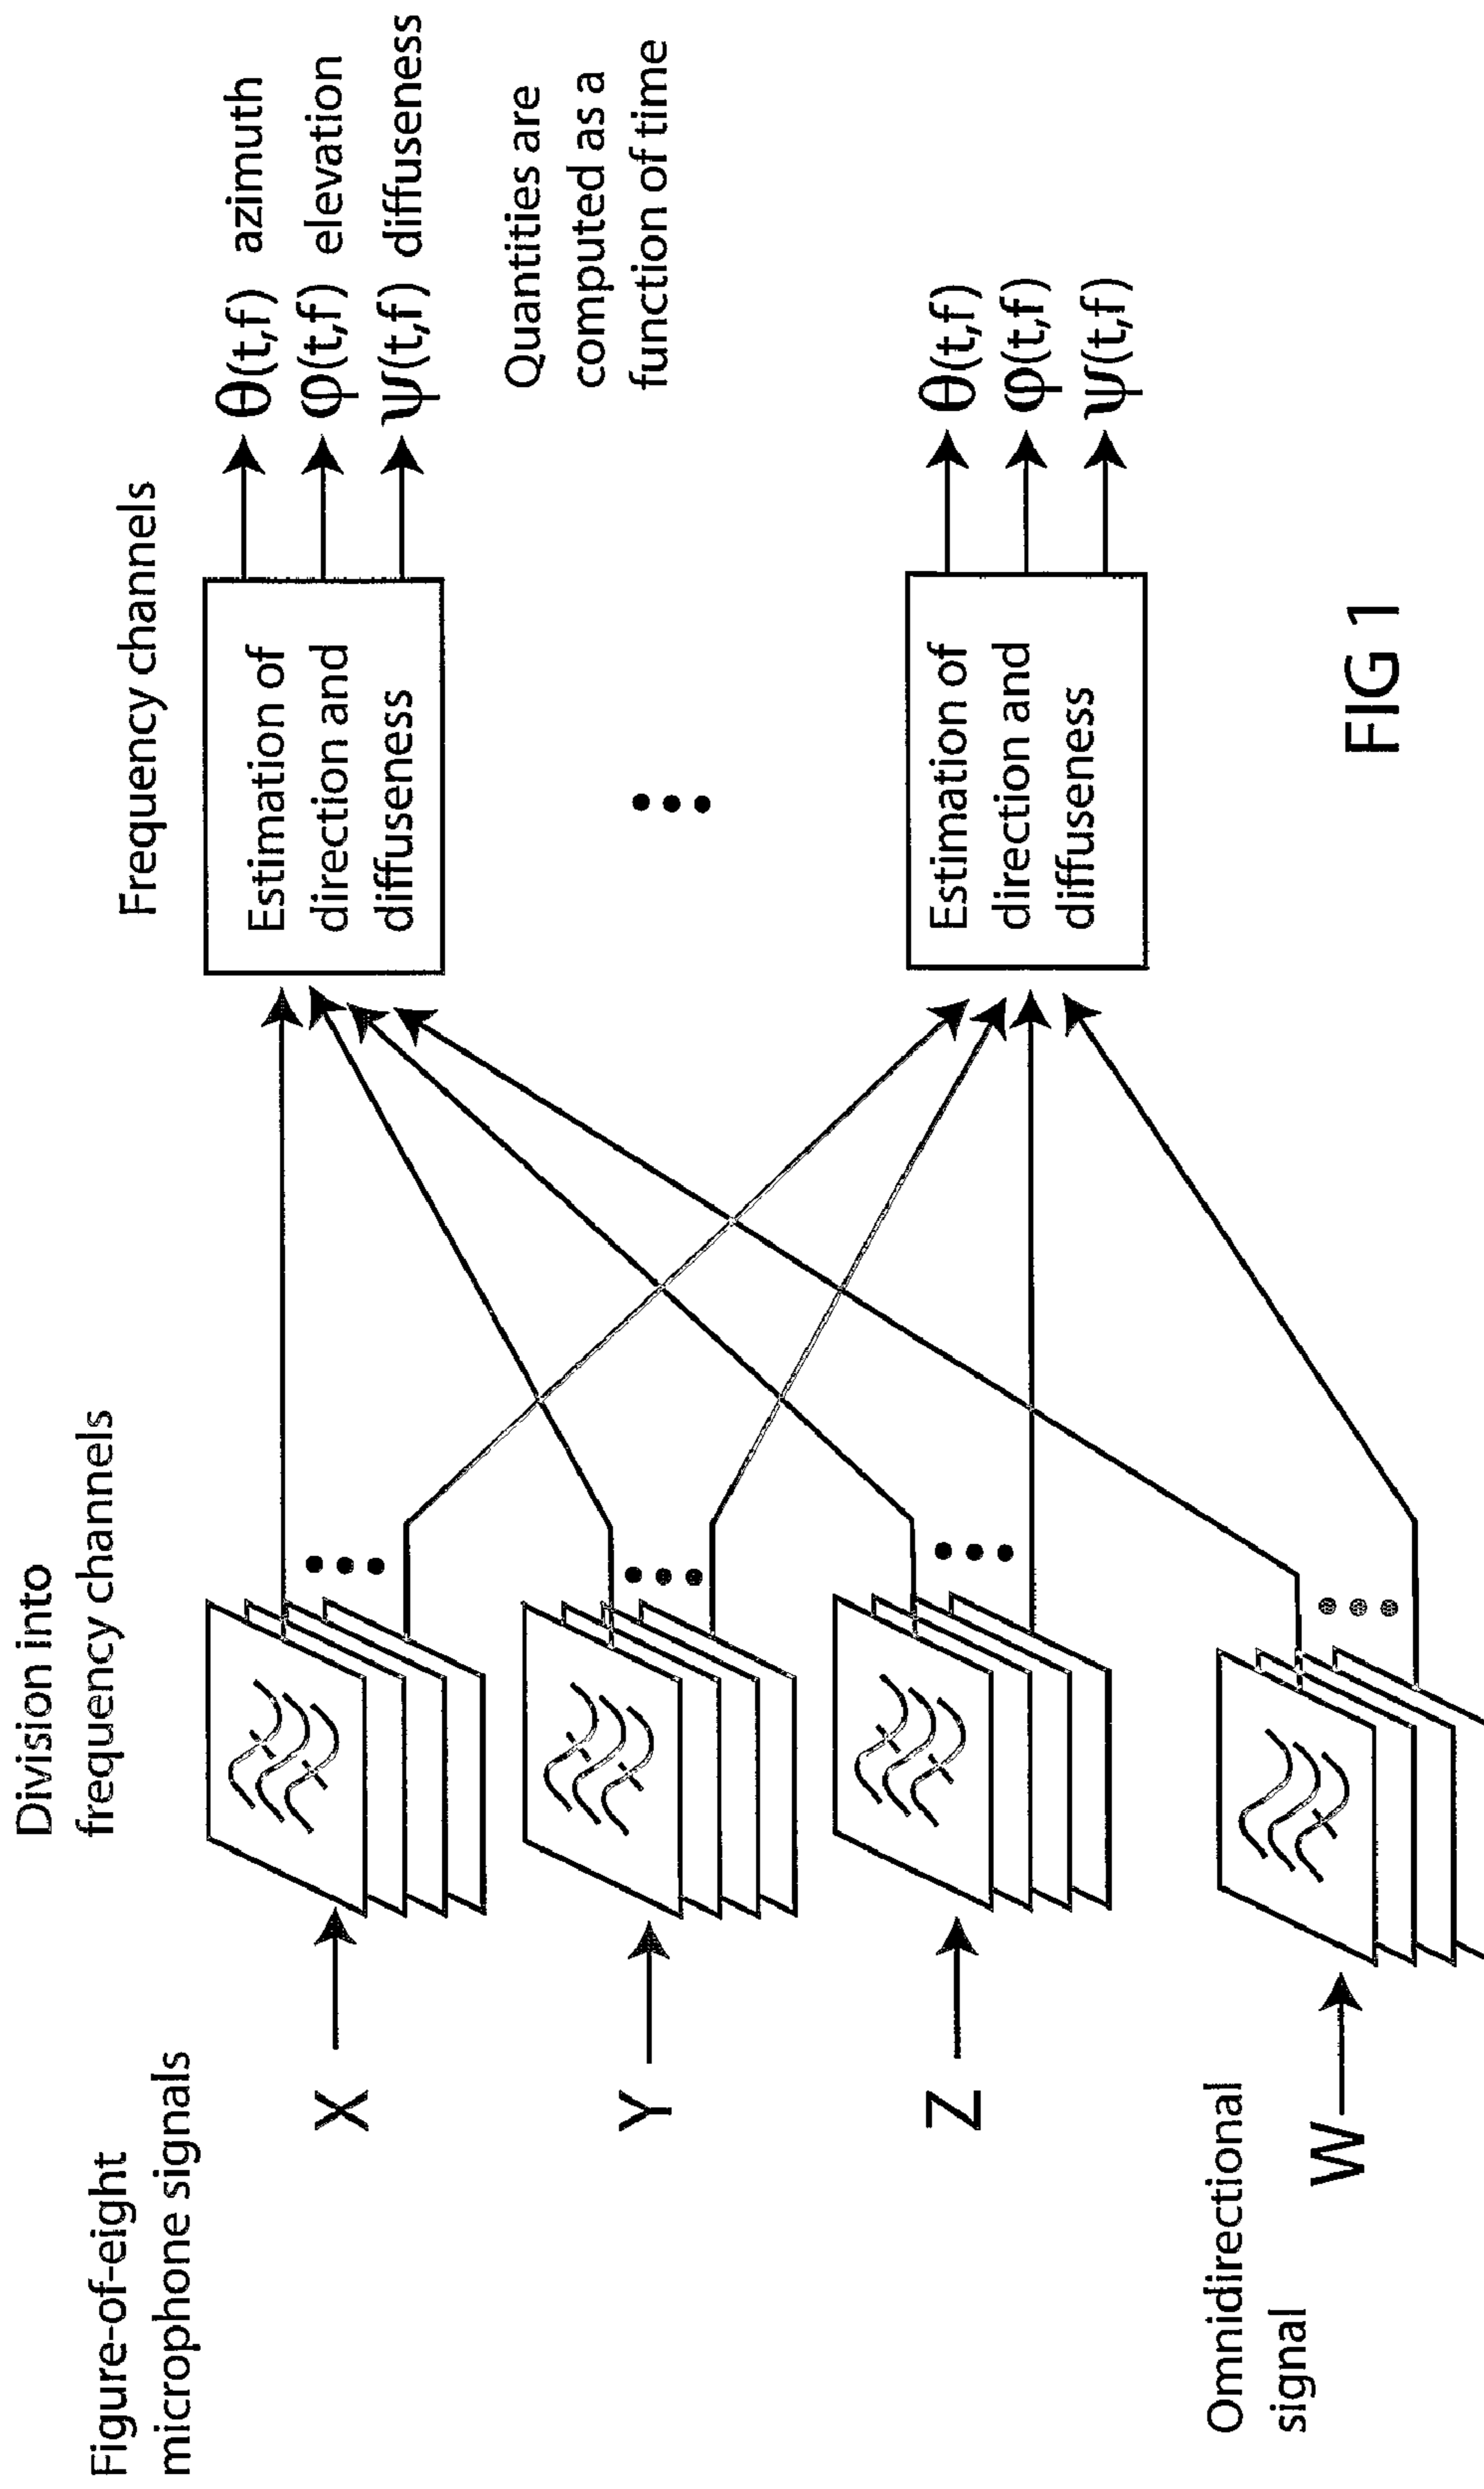 Figure-of-eight
microphone signals
Division into
frequency channels
Frequency channels
X
Y
Z
Omnidirectional
signal
W
Estimation of
direction and
diffuseness
θ(t,f) azimuth
φ(t,f) elevation
ψ(t,f) diffuseness
Quantities are
computed as a
function of time
Estimation of
direction and
diffuseness
θ(t,f)
φ(t,f)
ψ(t,f)
FIG 1